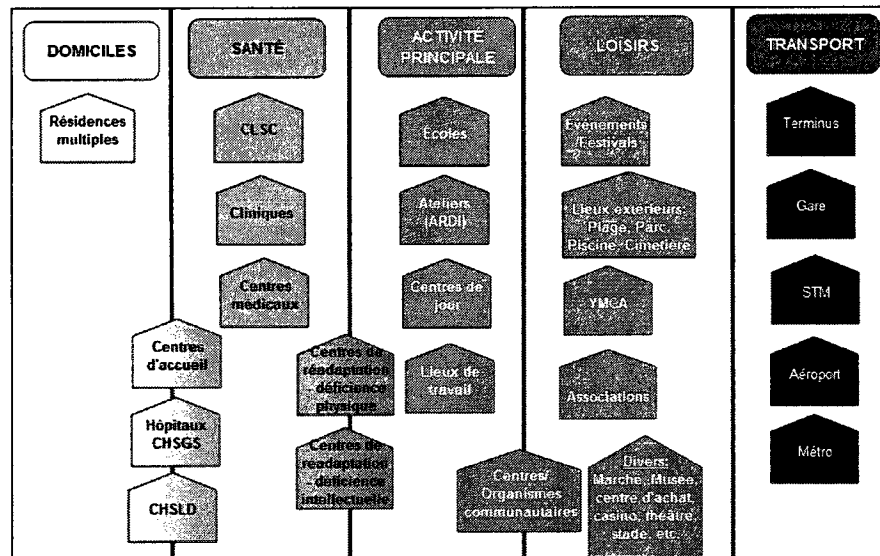 DOMICILES
SANTÉ
ACTIVITÉ
PRINCIPALE
LOISIRS
TRANSPORT
Résidences
multiples
CLSC
Écoles
Evénements
/Festivals
Terminus
Cliniques
Ateliers
(ARDI)
Lieux extérieurs:
Plage, Parc,
Piscine, Cimetière
Gare
Centres
médicaux
Centres de
jour
YMCA
STM
Centres
d'accueil
Centres de
réadaptation
- déficience
physique
Lieux de
travail
Associations
Aéroport
Hôpitaux
CHSGS
Centres de
réadaptation
- déficience
intellectuelle
Métro
CHSLD
Centres/
Organismes
communautaires
Divers:
Marché, Musée,
centre d'achat,
casino, théâtre,
stade, etc.